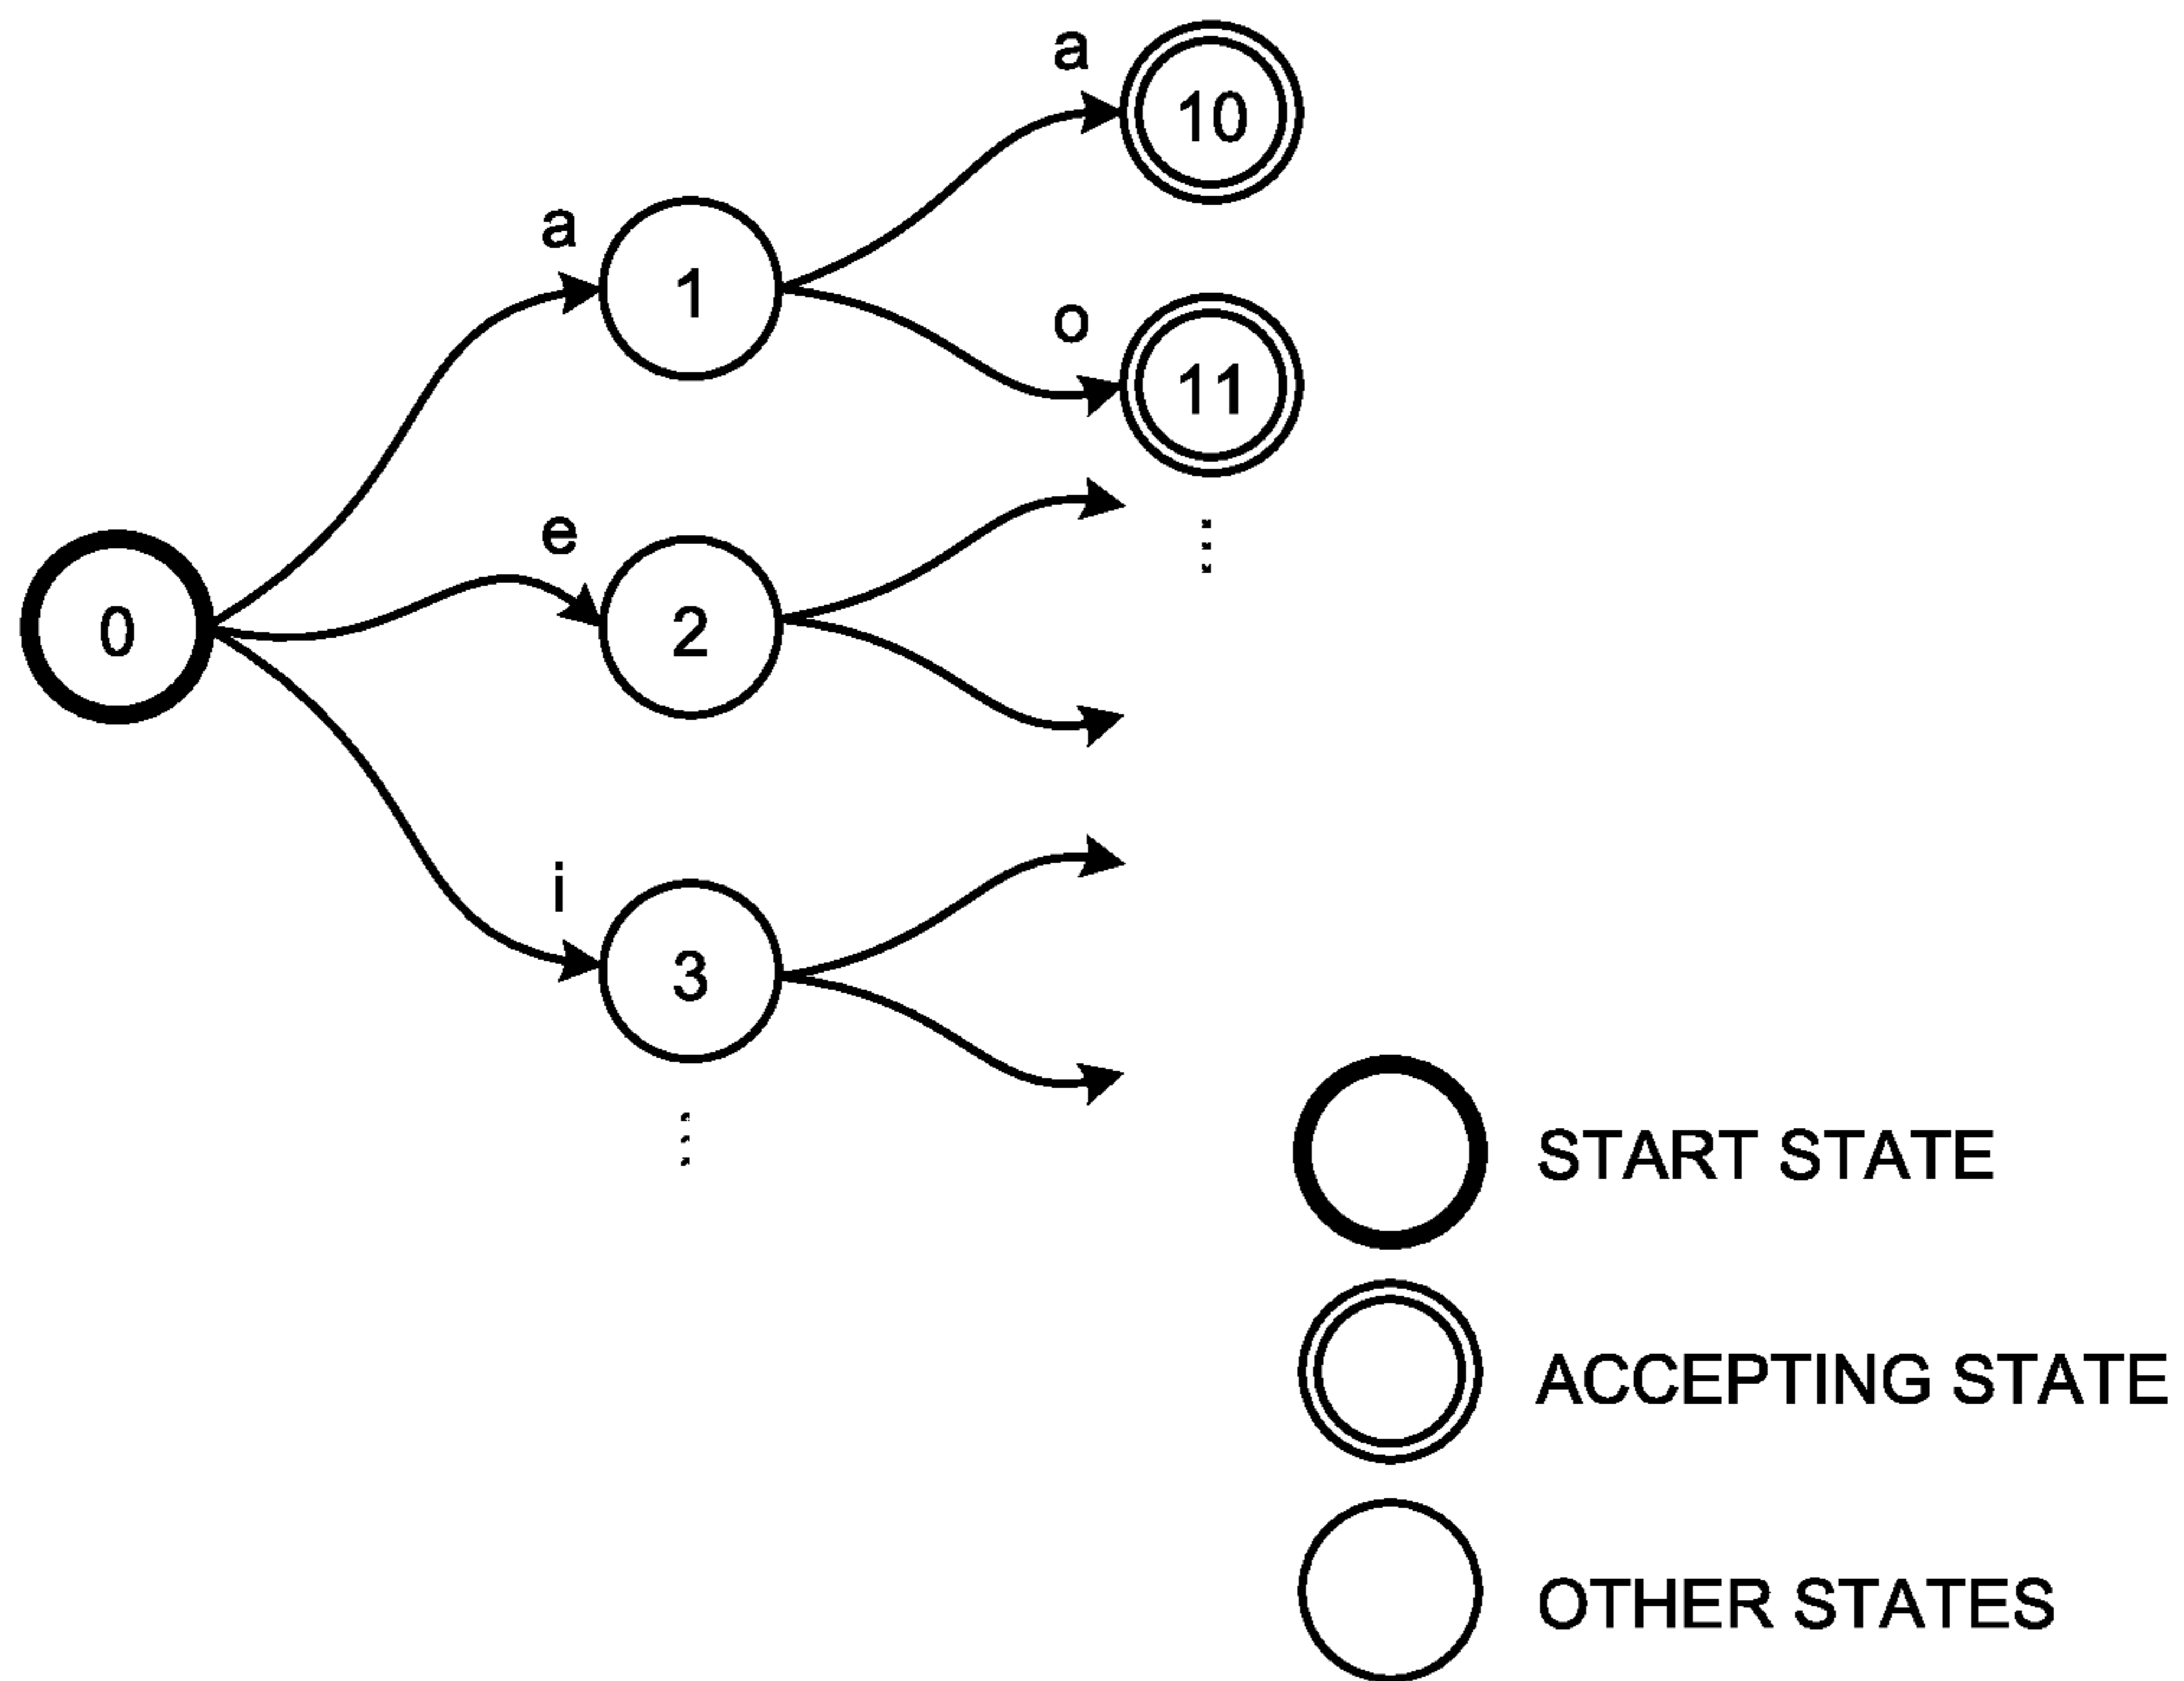 a
10
a
1
o
11
e
0
2
i
3
START STATE
ACCEPTING STATE
OTHER STATES